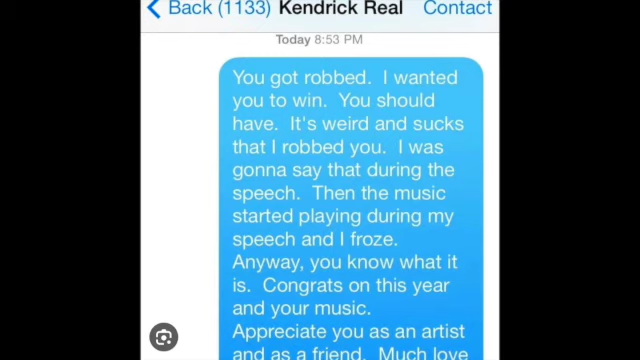 Back (1133) Kendrick Real Contact
Today 8:53 PM
You got robbed. I wanted
you to win. You should
have. It's weird and sucks
that I robbed you. I was
gonna say that during the
speech. Then the music
started playing during my
speech and I froze.
Anyway, you know what it
is. Congrats on this year
and your music.
Appreciate you as an artist
and as a friend. Much love